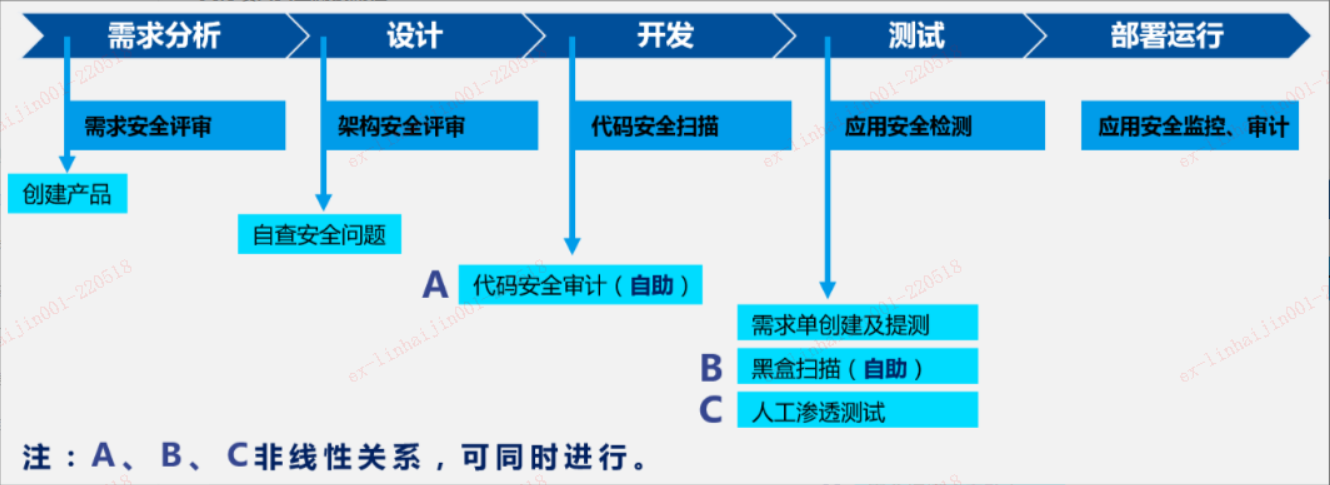 需求分析
设计
开发
测试
部署运行
需求安全评审
架构安全评审
代码安全扫描
应用安全检测
应用安全监控、审计
创建产品
自查安全问题
A 代码安全审计（自助）
需求单创建及提测
B 黑盒扫描（自助）
C 人工渗透测试
注：A、B、C非线性关系，可同时进行。
ex-linhaijin001-220518